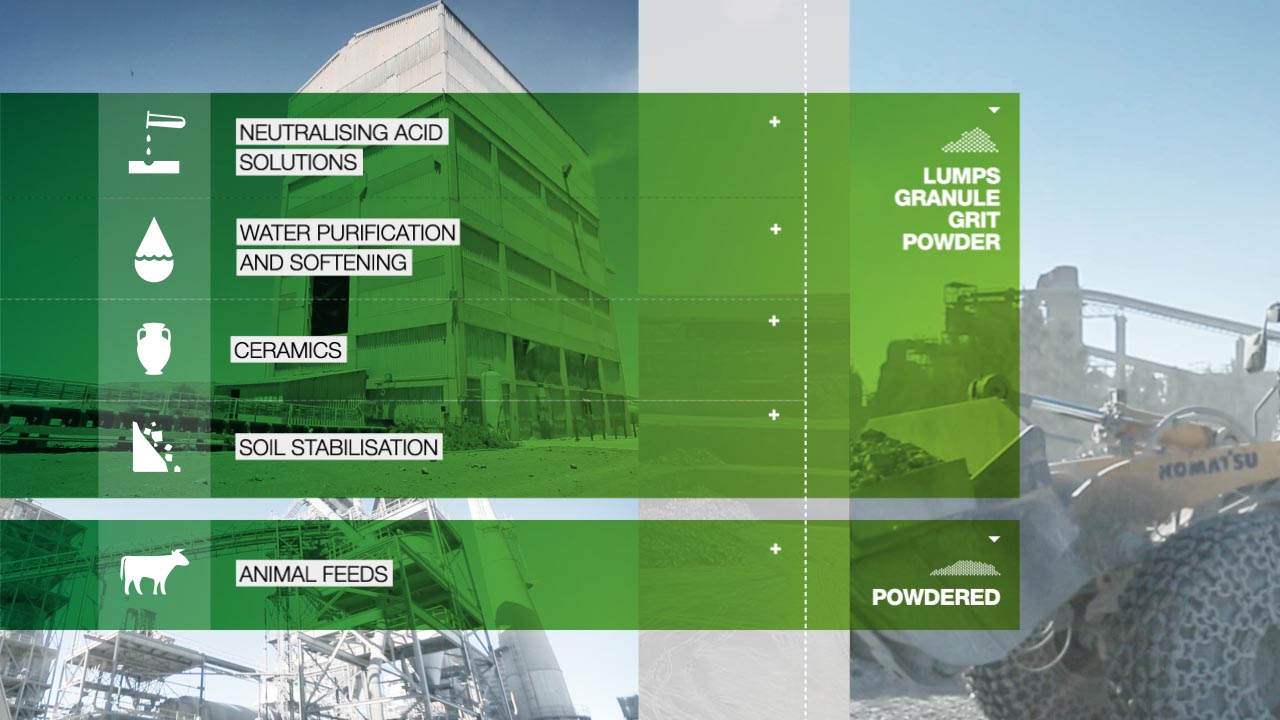 NEUTRALISING ACID
SOLUTIONS
WATER PURIFICATION
AND SOFTENING
CERAMICS
SOIL STABILISATION
LUMPS
GRANULE
GRIT
POWDER
KOMATSU
ANIMAL FEEDS
POWDERED